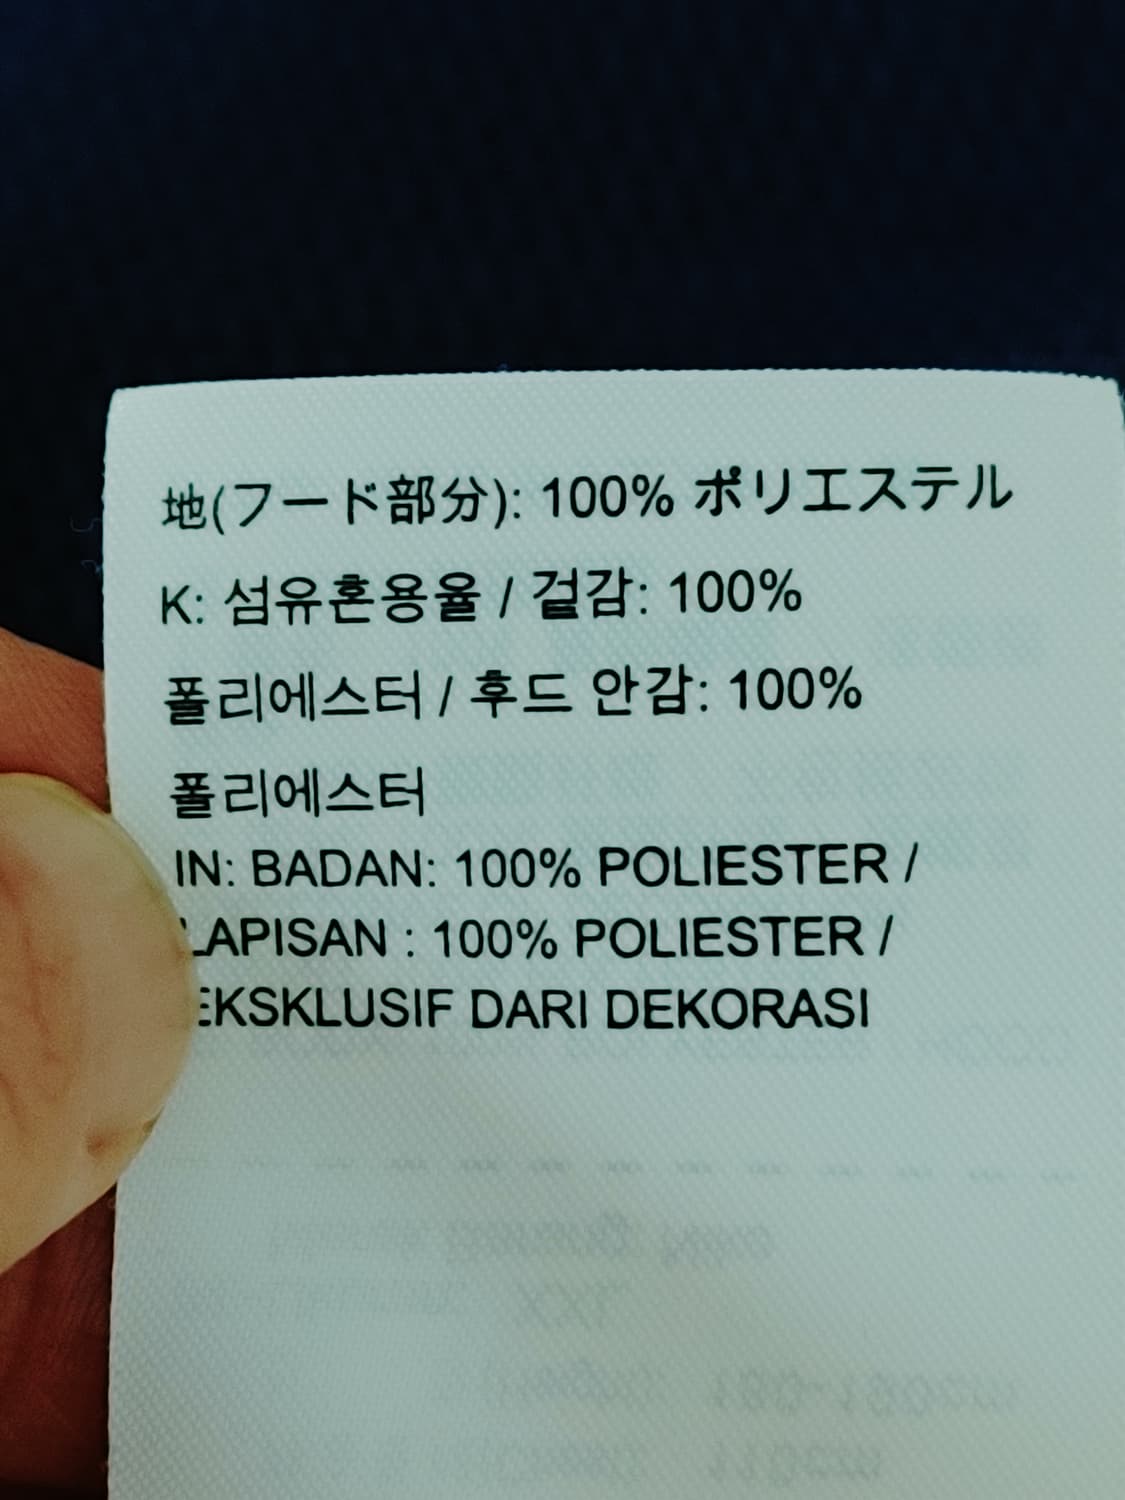 地(フード部分): 100% ポリエステル
K: 섬유혼용율 / 겉감: 100%
폴리에스터 / 후드 안감: 100%
폴리에스터
IN: BADAN: 100% POLIESTER /
LAPISAN : 100% POLIESTER /
EKSKLUSIF DARI DEKORASI